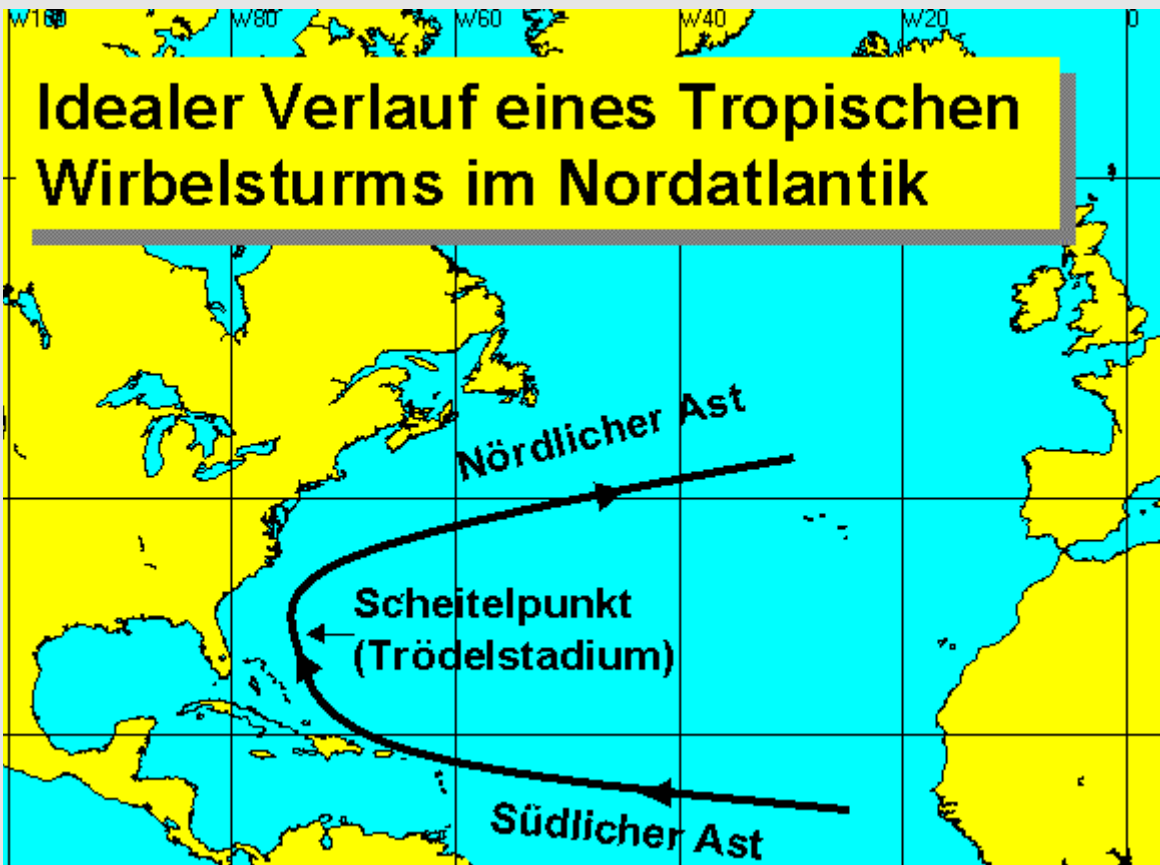 W100 W80 W60 W40 W20 0
Idealer Verlauf eines Tropischen
Wirbelsturms im Nordatlantik
Nördlicher Ast
Scheitelpunkt
(Trödelstadium)
Südlicher Ast